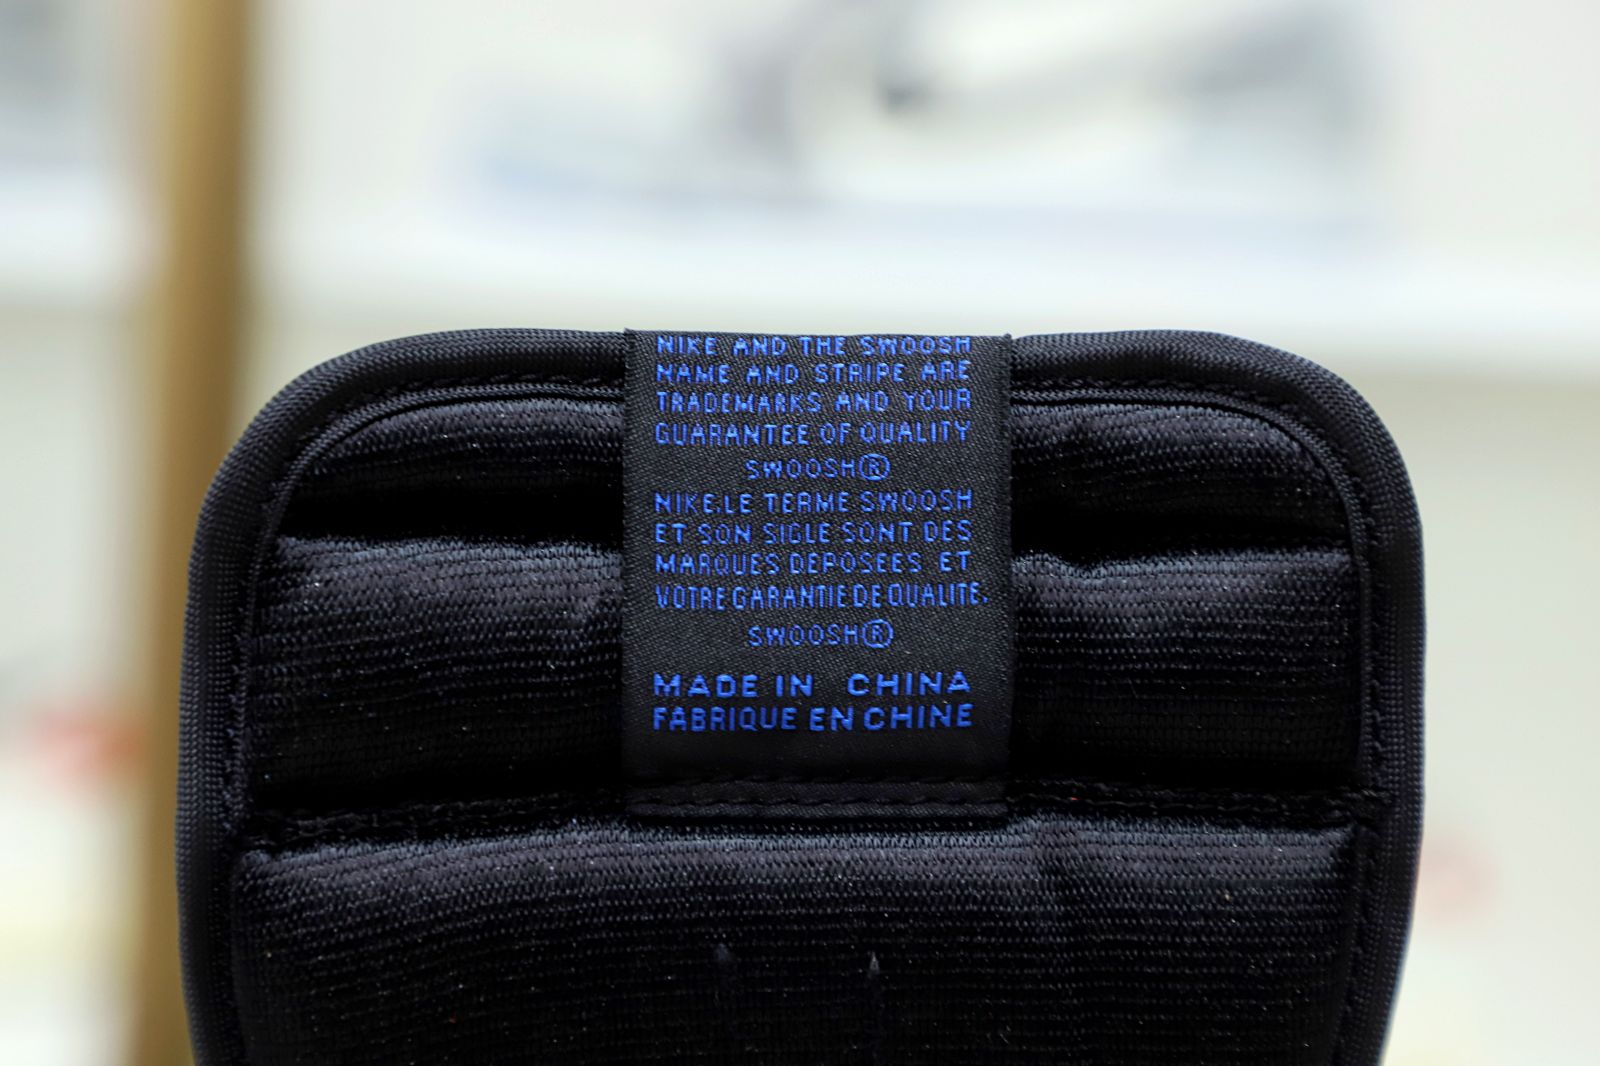 NIKE AND THE SWOOSH
NAME AND STRIPE ARE
TRADEMARKS AND YOUR
GUARANTEE OF QUALITY
SWOOSH®
NIKE,LE TERME SWOOSH
ET SON SIGLE SONT DES
MARQUES DEPOSEES ET
VOTRE GARANTIE DE QUALITE.
SWOOSH®
MADE IN CHINA
FABRIQUE EN CHINE